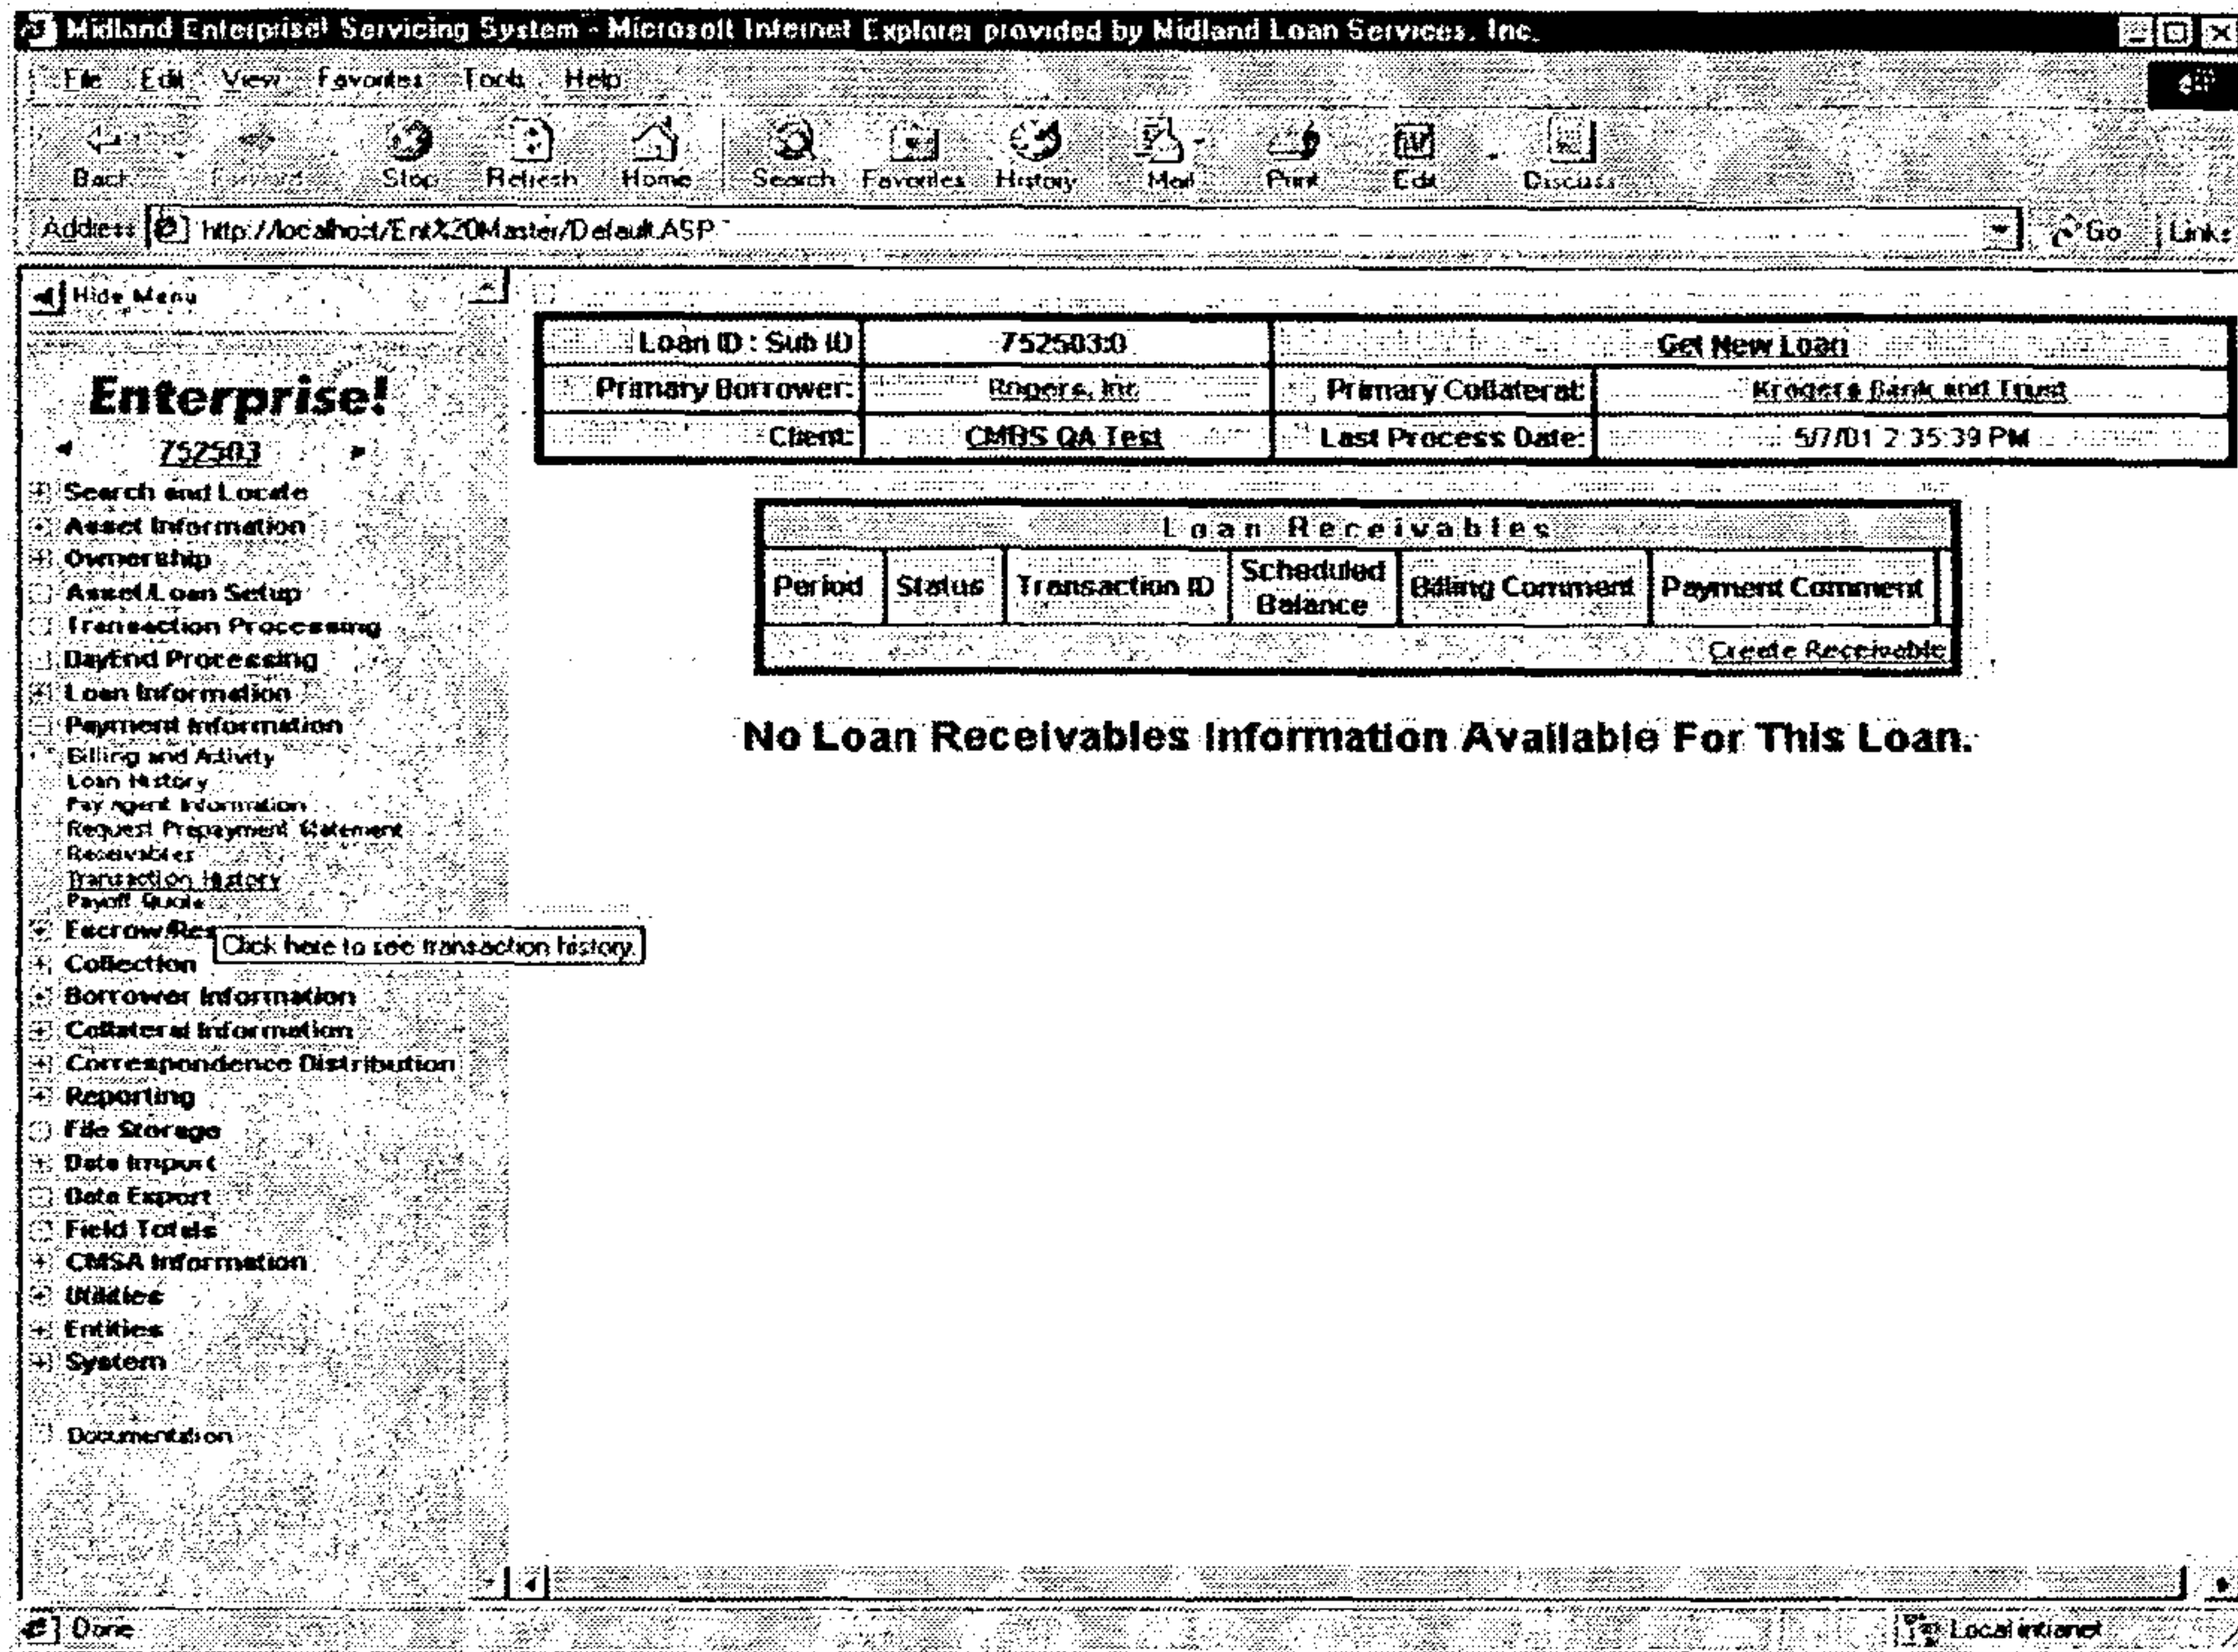 Midland Enterprise! Servicing System - Microsoft Internet Explorer provided by Midland Loan Services, Inc.
File Edit View Favorites Tools Help
Back Forward Stop Refresh Home Search Favorites History Mail Print Edit Discuss
Address http://localhost/Ent%20Master/Default.ASP Go Links
Hide Menu
Enterprise!
752503
Search and Locate
Asset Information
Ownership
Asset/Loan Setup
Transaction Processing
DayEnd Processing
Loan Information
Payment Information
Billing and Activity
Loan History
Pay Agent Information
Request Prepayment Statement
Receivables
Transaction History
Payoff Quote
Escrow/Res
Click here to see transaction history.
Collection
Borrower Information
Collateral Information
Correspondence Distribution
Reporting
File Storage
Data Import
Data Export
Field Totals
CMSA Information
Utilities
Entities
System
Documentation
Loan ID : Sub ID 752503:0 Get New Loan
Primary Borrower: Rogers, Inc Primary Collateral: Krogers Bank and Trust
Client: CMBS QA Test Last Process Date: 5/7/01 2:35:39 PM
Loan Receivables
Period Status Transaction ID Scheduled Balance Billing Comment Payment Comment
Create Receivable
No Loan Receivables Information Available For This Loan.
Done Local intranet